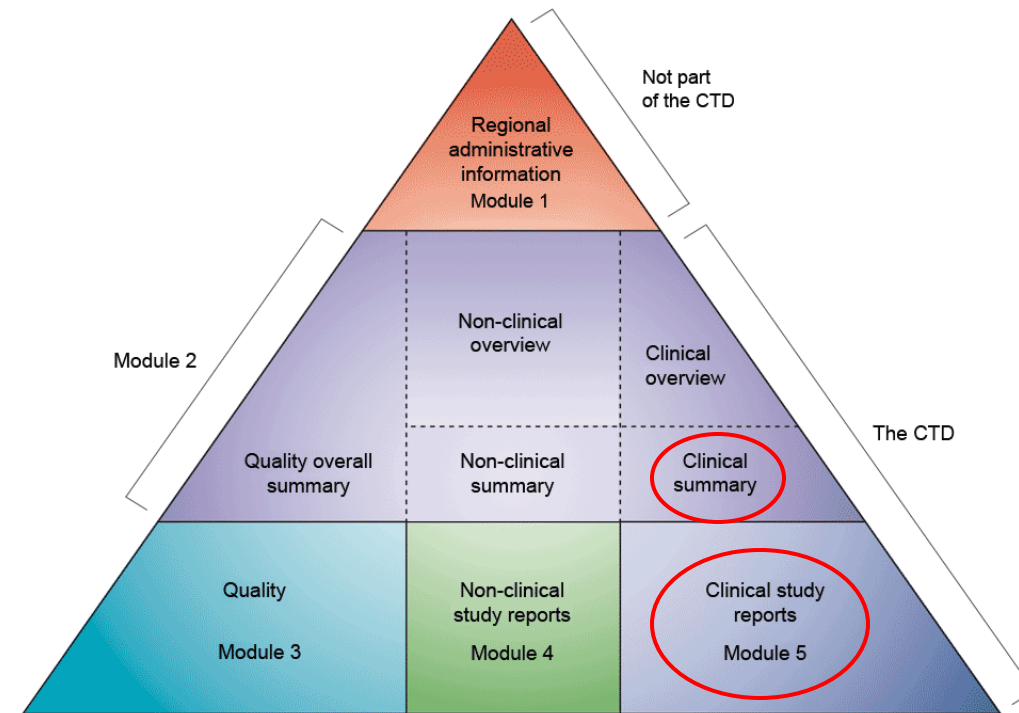 Not part
of the CTD
Regional
administrative
information
Module 1
Module 2
Non-clinical
overview
Clinical
overview
The CTD
Quality overall
summary
Non-clinical
summary
Clinical
summary
Quality
Module 3
Non-clinical
study reports
Module 4
Clinical study
reports
Module 5